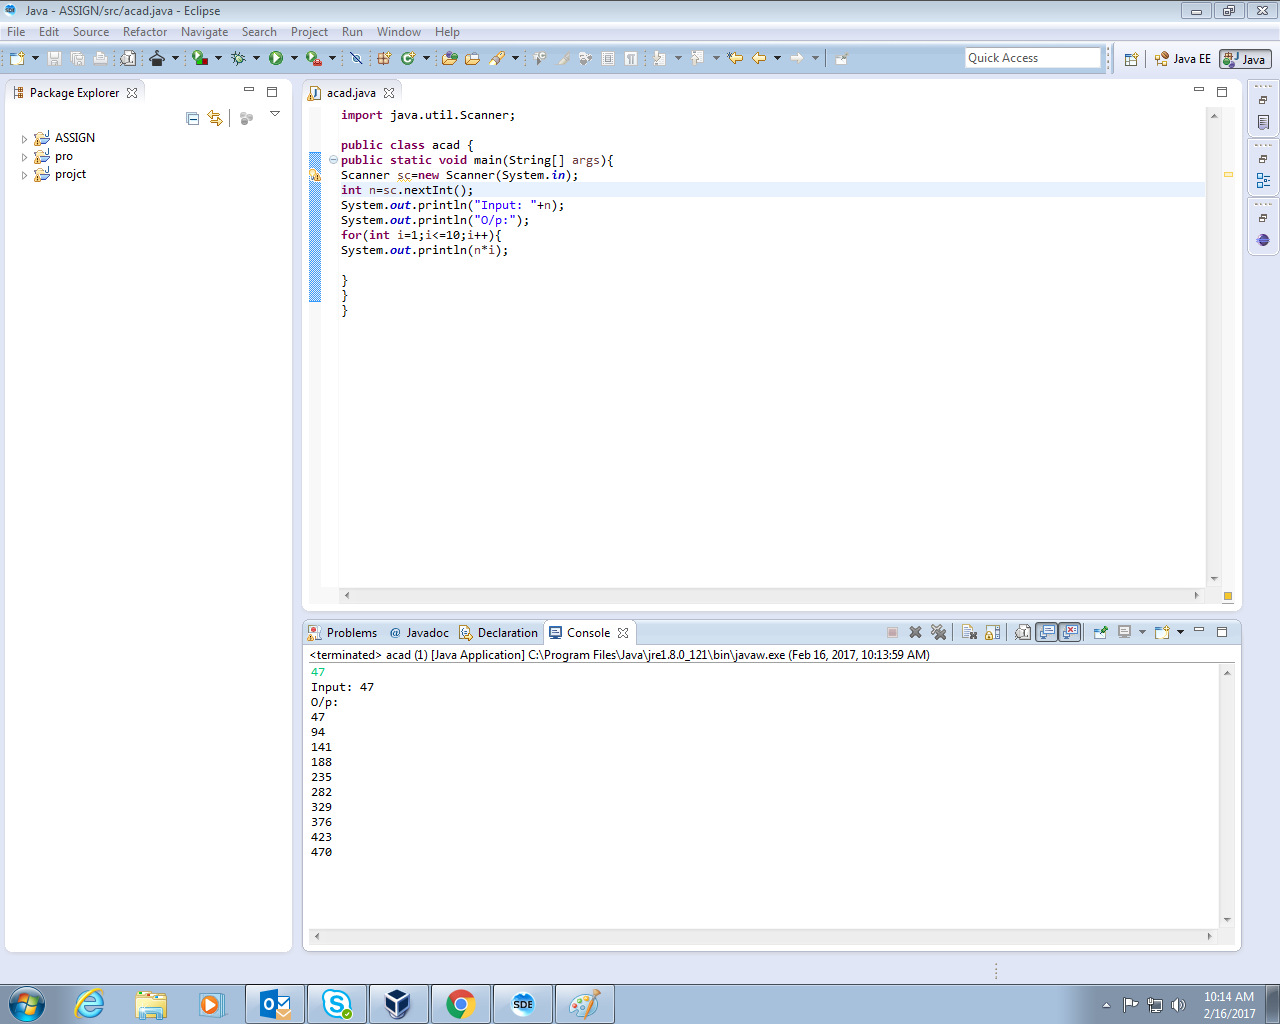 Java - ASSIGN/src/acad.java - Eclipse
File Edit Source Refactor Navigate Search Project Run Window Help
Quick Access
Java EE
Java
Package Explorer
ASSIGN
pro
projct
acad.java
import java.util.Scanner;
public class acad {
public static void main(String[] args){
Scanner sc=new Scanner(System.in);
int n=sc.nextInt();
System.out.println("Input: "+n);
System.out.println("O/p:");
for(int i=1;i<=10;i++){
System.out.println(n*i);
}
}
}
Problems @ Javadoc Declaration Console
<terminated> acad (1) [Java Application] C:\Program Files\Java\jre1.8.0_121\bin\javaw.exe (Feb 16, 2017, 10:13:59 AM)
47
Input: 47
O/p:
47
94
141
188
235
282
329
376
423
470
SDE
10:14 AM
2/16/2017